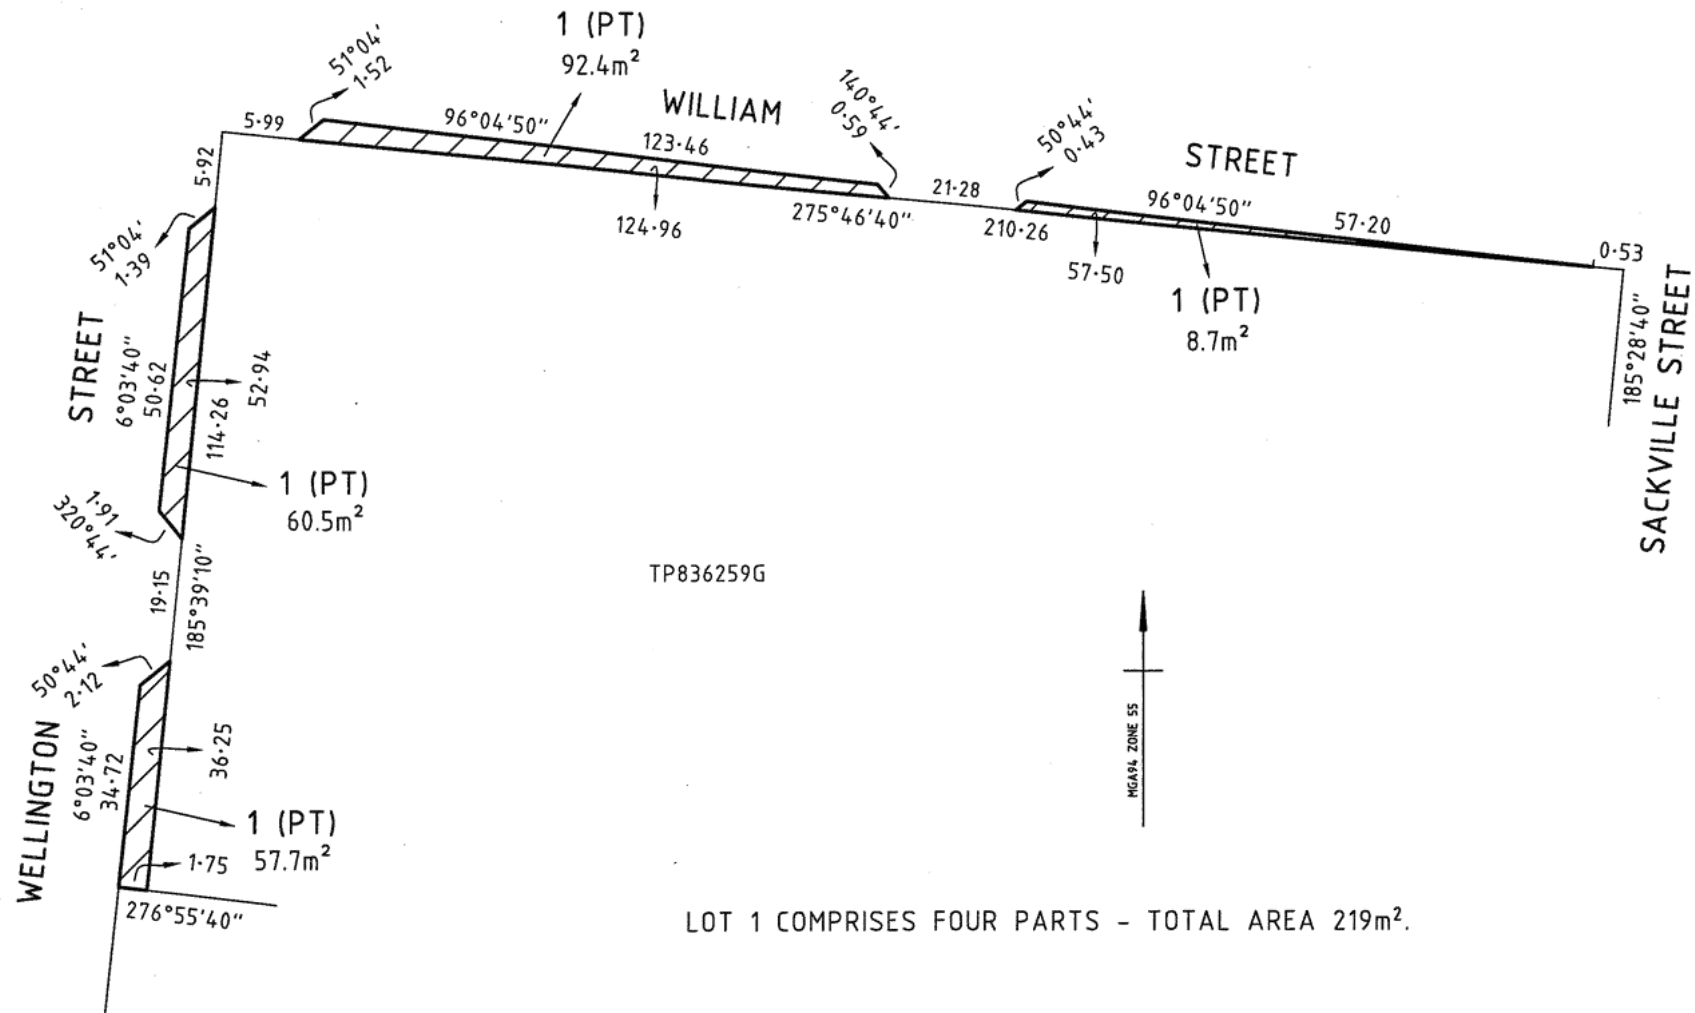 1 (PT)
92.4m²
51°04'
1·52
WILLIAM
140°44'
0·59
5·99
96°04'50"
123·46
50°44'
0·43
STREET
5·92
124·96
275°46'40"
21·28
210·26
96°04'50"
57·20
0·53
57·50
1 (PT)
8.7m²
185°28'40"
SACKVILLE STREET
51°04'
1·39
STREET
6°03'40"
50·62
52·94
114·26
1 (PT)
60.5m²
1·91
320°44'
19·15
185°39'10"
TP836259G
50°44'
2·12
WELLINGTON
6°03'40"
34·72
36·25
1 (PT)
57.7m²
1·75
276°55'40"
MGA94 ZONE 55
LOT 1 COMPRISES FOUR PARTS – TOTAL AREA 219m².